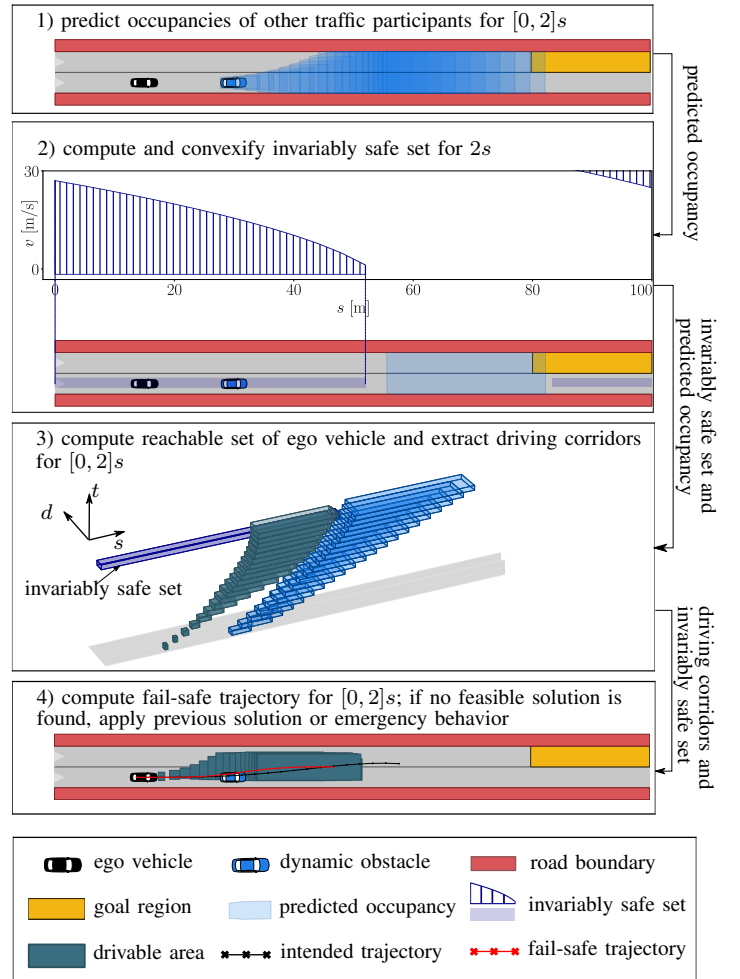 1) predict occupancies of other traffic participants for [0, 2]s
predicted occupancy
2) compute and convexify invariably safe set for 2s
30
v [m/s]
0
0
20
40
60
80
100
s [m]
invariably safe set and
predicted occupancy
3) compute reachable set of ego vehicle and extract driving corridors
for [0, 2]s
t
d
s
invariably safe set
driving corridors and
invariably safe set
4) compute fail-safe trajectory for [0, 2]s; if no feasible solution is
found, apply previous solution or emergency behavior
ego vehicle
dynamic obstacle
road boundary
goal region
predicted occupancy
invariably safe set
drivable area
intended trajectory
fail-safe trajectory